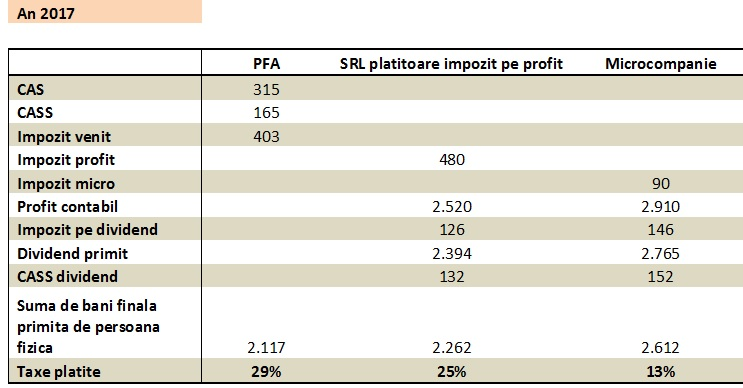 An 2017
PFA SRL platitoare impozit pe profit Microcompanie
CAS 315
CASS 165
Impozit venit 403
Impozit profit 480
Impozit micro 90
Profit contabil 2.520 2.910
Impozit pe dividend 126 146
Dividend primit 2.394 2.765
CASS dividend 132 152
Suma de bani finala
primita de persoana
fizica 2.117 2.262 2.612
Taxe platite 29% 25% 13%